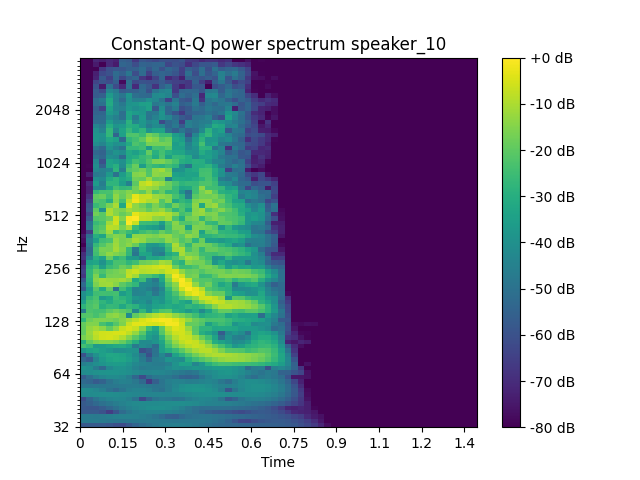 Constant-Q power spectrum speaker_10
Hz
2048
1024
512
256
128
64
32
0 0.15 0.3 0.45 0.6 0.75 0.9 1.1 1.2 1.4
Time
+0 dB
-10 dB
-20 dB
-30 dB
-40 dB
-50 dB
-60 dB
-70 dB
-80 dB